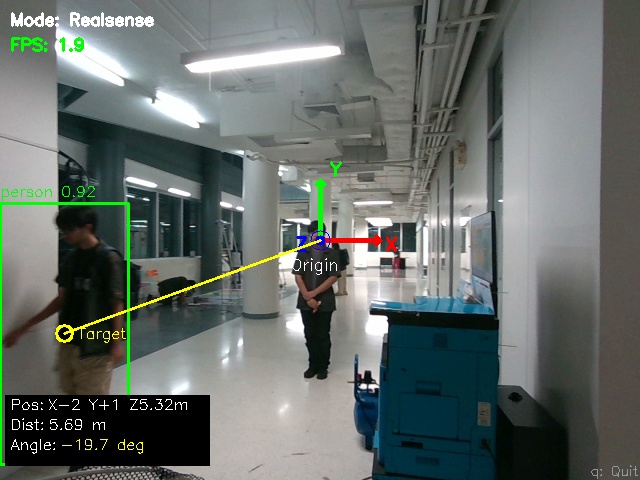 Mode: Realsense
FPS: 1.9
person 0.92
Y
Z
X
Origin
Target
Pos: X-2 Y+1 Z5.32m
Dist: 5.69 m
Angle: -19.7 deg
q: Quit